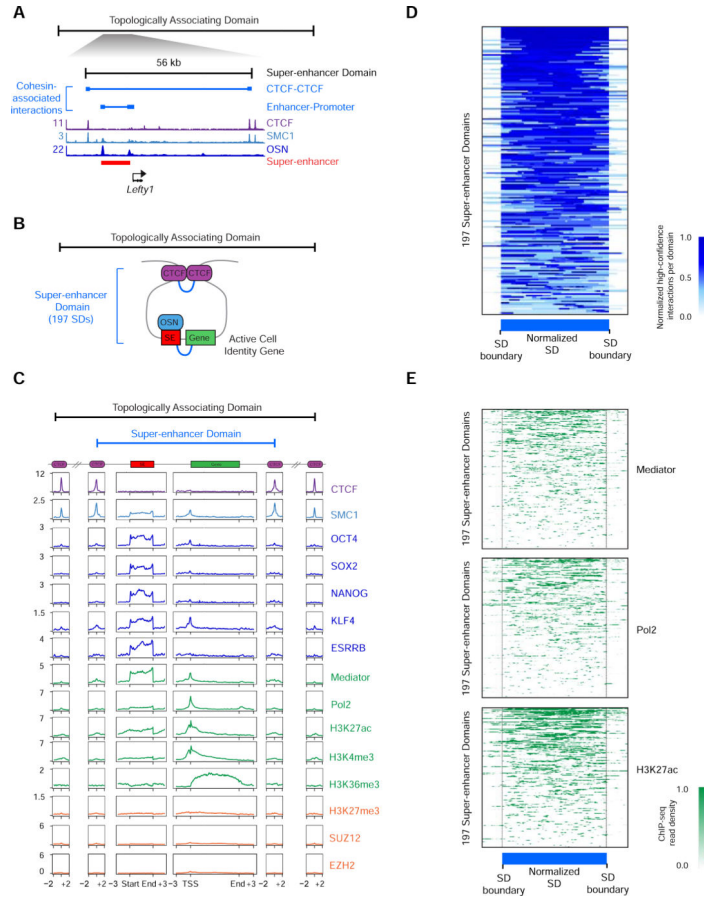 A
Topologically Associating Domain
56 kb
Super-enhancer Domain
Cohesin-
associated
interactions
CTCF-CTCF
Enhancer-Promoter
11
CTCF
3
SMC1
22
OSN
Super-enhancer
Lefty1
B
Topologically Associating Domain
Super-enhancer
Domain
(197 SDs)
CTCF
CTCF
OSN
SE
Gene
Active Cell
Identity Gene
C
Topologically Associating Domain
Super-enhancer Domain
12
CTCF
2.5
SMC1
3
OCT4
3
SOX2
3
NANOG
1.5
KLF4
4
ESRRB
5
Mediator
7
Pol2
7
H3K27ac
7
H3K4me3
2
H3K36me3
1.5
H3K27me3
6
SUZ12
6
EZH2
0
−2 +2 −2 +2 Start End +3 −3 TSS End +3 −2 +2 −2 +2
D
197 Super-enhancer Domains
Normalized high-confidence
interactions per domain
1.0
0.5
0.0
SD
boundary
Normalized
SD
SD
boundary
E
197 Super-enhancer Domains
Mediator
197 Super-enhancer Domains
Pol2
197 Super-enhancer Domains
H3K27ac
ChIP-seq
read density
1.0
0.0
SD
boundary
Normalized
SD
SD
boundary